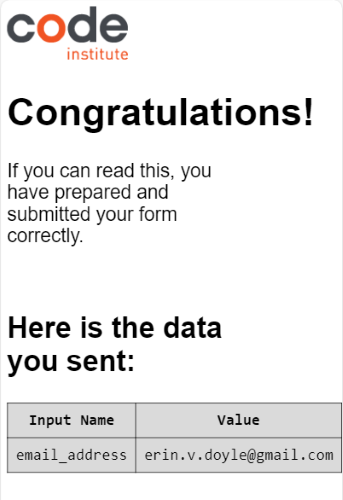 code
institute
Congratulations!
If you can read this, you
have prepared and
submitted your form
correctly.
Here is the data
you sent:
Input Name Value
email_address erin.v.doyle@gmail.com